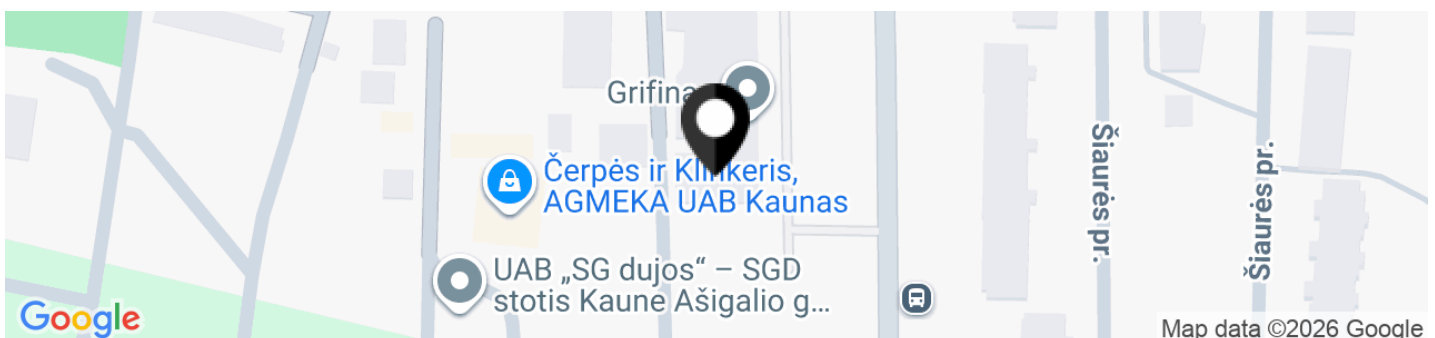 Grifina
Čerpės ir Klinkeris,
AGMEKA UAB Kaunas
UAB „SG dujos“ – SGD
stotis Kaune Ašigalio g...
Šiaurės pr.
Šiaurės pr.
Google
Map data ©2026 Google